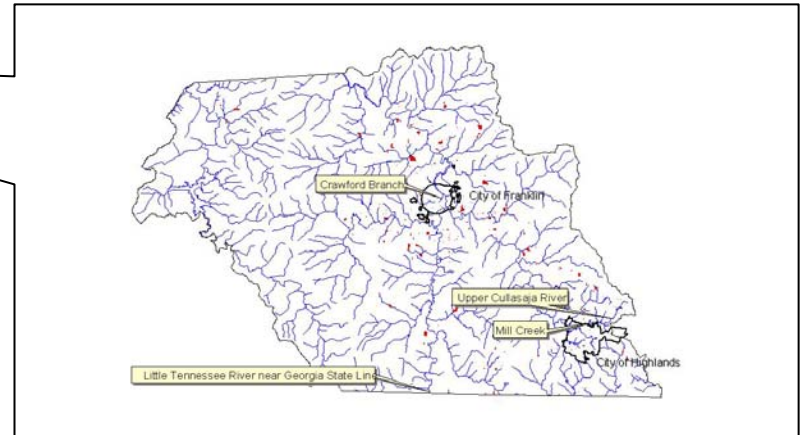 Crawford Branch
City of Franklin
Upper Cullasaja River
Mill Creek
City of Highlands
Little Tennessee River near Georgia State Line